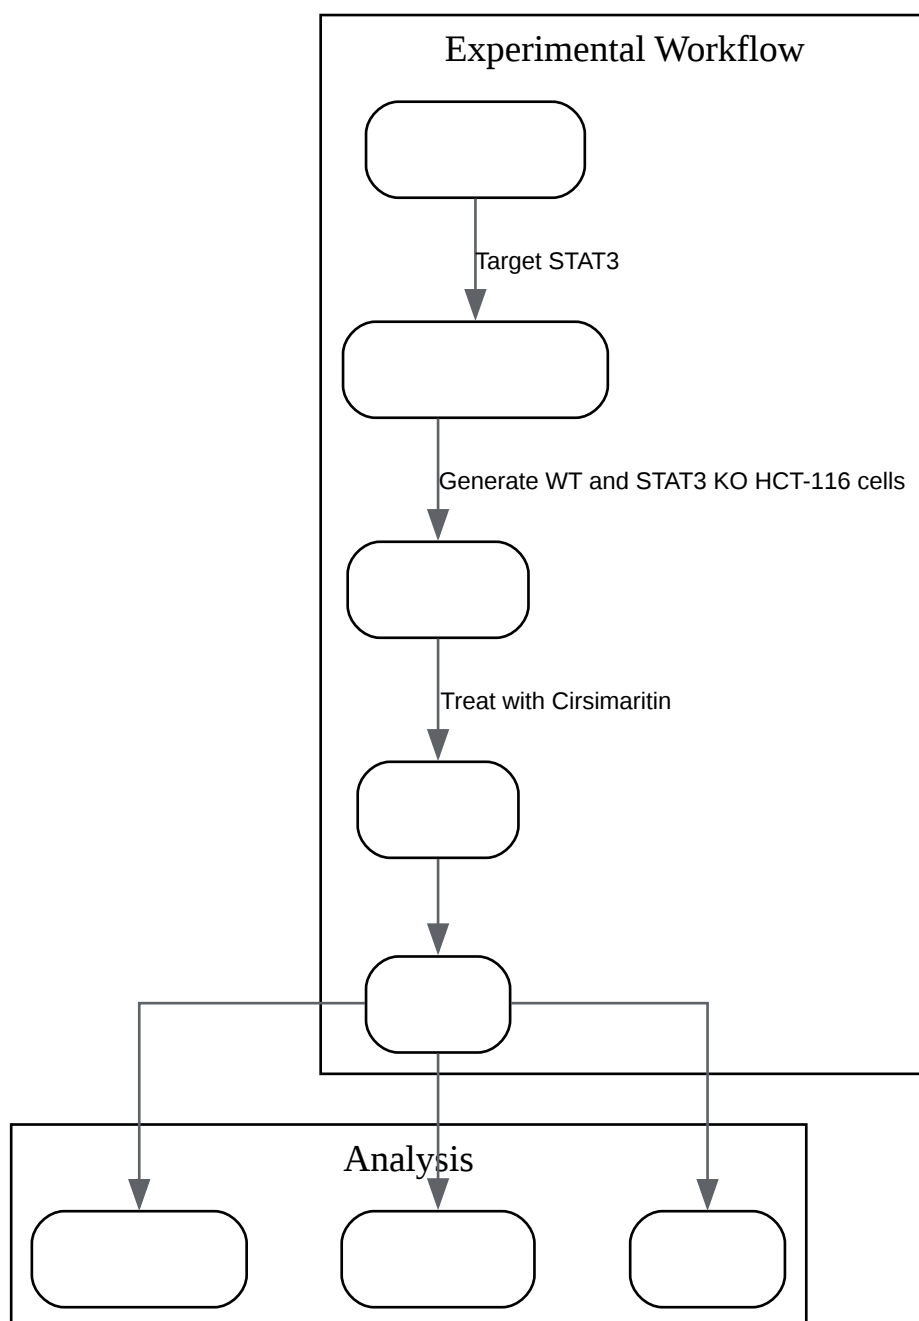 Experimental Workflow
Target STAT3
Generate WT and STAT3 KO HCT-116 cells
Treat with Cirsimaritin
Analysis